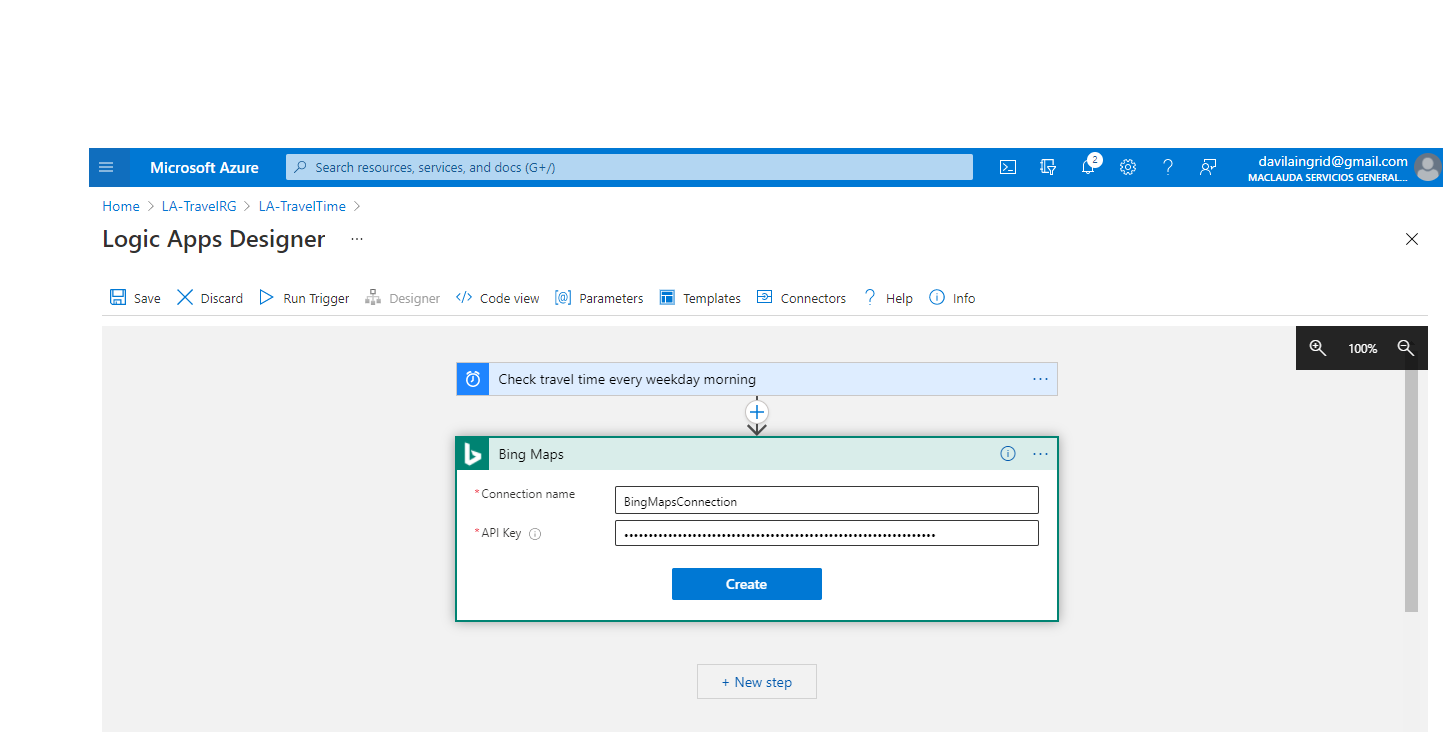 Microsoft Azure
Search resources, services, and docs (G+/)
2
davilaingrid@gmail.com
MACLAUDA SERVICIOS GENERAL...
Home > LA-TravelRG > LA-TravelTime >
Logic Apps Designer ...
Save Discard Run Trigger Designer Code view Parameters Templates Connectors Help Info
100%
Check travel time every weekday morning
Bing Maps
*Connection name
BingMapsConnection
*API Key
Create
+ New step